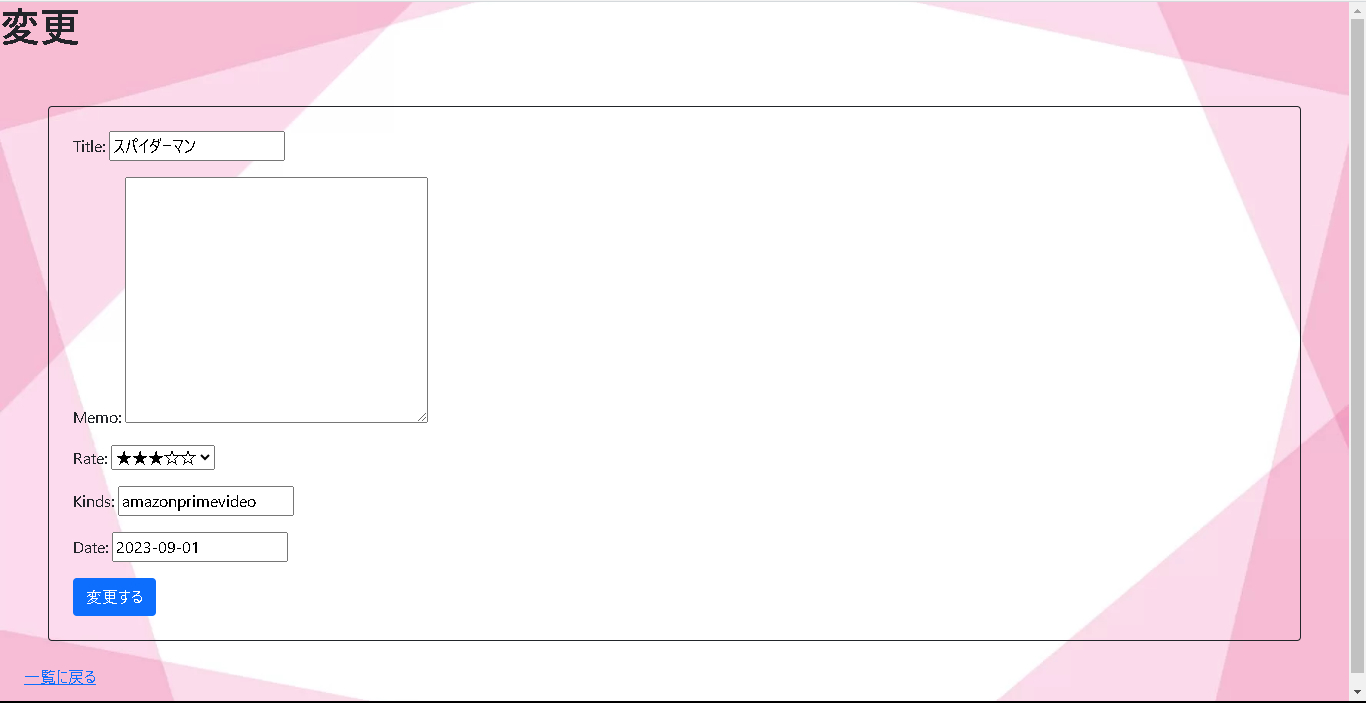 変更
Title: スパイダーマン
Memo:
Rate: ★★★☆☆
Kinds: amazonprimevideo
Date: 2023-09-01
変更する
一覧に戻る